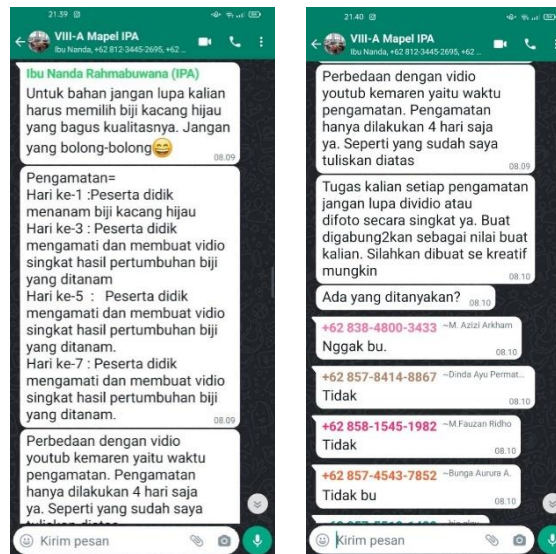 21.39
VIII-A Mapel IPA
Ibu Nanda, +62 812-3445-2695, +62...
Ibu Nanda Rahmabuwana (IPA)
Untuk bahan jangan lupa kalian
harus memilih biji kacang hijau
yang bagus kualitasnya. Jangan
yang bolong-bolong😄
08.09
Pengamatan=
Hari ke-1 :Peserta didik
menanam biji kacang hijau
Hari ke-3 : Peserta didik
mengamati dan membuat vidio
singkat hasil pertumbuhan biji
yang ditanam
Hari ke-5 : Peserta didik
mengamati dan membuat vidio
singkat hasil pertumbuhan biji
yang ditanam.
Hari ke-7 : Peserta didik
mengamati dan membuat vidio
singkat hasil pertumbuhan biji
yang ditanam.
08.09
Perbedaan dengan vidio
youtub kemaren yaitu waktu
pengamatan. Pengamatan
hanya dilakukan 4 hari saja
ya. Seperti yang sudah saya
tuliskan diatas
Kirim pesan
21.40
VIII-A Mapel IPA
Ibu Nanda, +62 812-3445-2695, +62...
Perbedaan dengan vidio
youtub kemaren yaitu waktu
pengamatan. Pengamatan
hanya dilakukan 4 hari saja
ya. Seperti yang sudah saya
tuliskan diatas
08.09
Tugas kalian setiap pengamatan
jangan lupa dividio atau
difoto secara singkat ya. Buat
digabung2kan sebagai nilai buat
kalian. Silahkan dibuat se kreatif
mungkin
08.10
Ada yang ditanyakan?
08.10
+62 838-4800-3433 ~M. Azizi Arkham
Nggak bu.
08.10
+62 857-8414-8867 ~Dinda Ayu Permat...
Tidak
08.10
+62 858-1545-1982 ~M.Fauzan Ridho
Tidak
08.10
+62 857-4543-7852 ~Bunga Aurura A.
Tidak bu
08.10
Kirim pesan